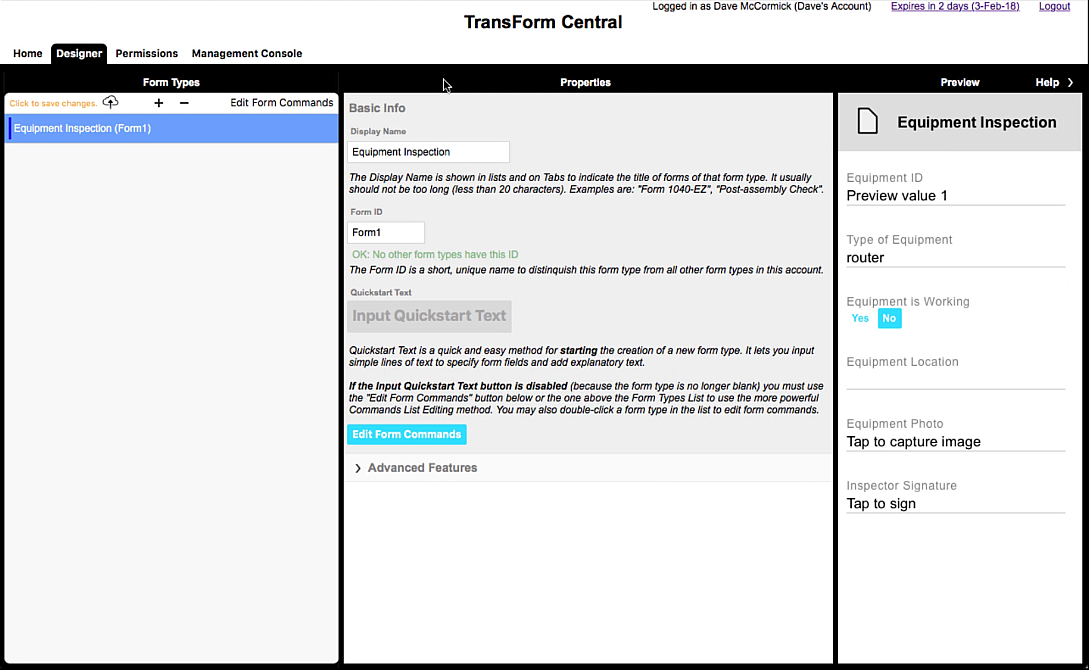 Logged in as Dave McCormick (Dave's Account) Expires in 2 days (3-Feb-18) Logout
TransForm Central
Home Designer Permissions Management Console
Form Types
Click to save changes. + − Edit Form Commands
Equipment Inspection (Form1)
Properties
Basic Info
Display Name
Equipment Inspection
The Display Name is shown in lists and on Tabs to indicate the title of forms of that form type. It usually
should not be too long (less than 20 characters). Examples are: "Form 1040-EZ", "Post-assembly Check".
Form ID
Form1
OK: No other form types have this ID
The Form ID is a short, unique name to distinquish this form type from all other form types in this account.
Quickstart Text
Input Quickstart Text
Quickstart Text is a quick and easy method for starting the creation of a new form type. It lets you input
simple lines of text to specify form fields and add explanatory text.
If the Input Quickstart Text button is disabled (because the form type is no longer blank) you must use
the "Edit Form Commands" button below or the one above the Form Types List to use the more powerful
Commands List Editing method. You may also double-click a form type in the list to edit form commands.
Edit Form Commands
Advanced Features
Preview Help
Equipment Inspection
Equipment ID
Preview value 1
Type of Equipment
router
Equipment is Working
Yes No
Equipment Location
Equipment Photo
Tap to capture image
Inspector Signature
Tap to sign